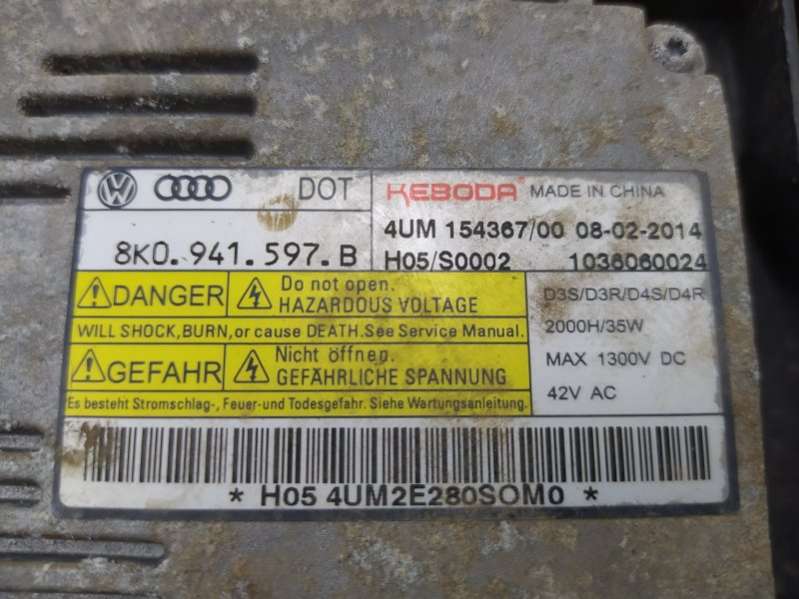 DOT
KEBODA MADE IN CHINA
8K0.941.597.B
4UM 154367/00 08-02-2014
H05/S0002 1036060024
DANGER
Do not open.
HAZARDOUS VOLTAGE
WILL SHOCK, BURN, or cause DEATH. See Service Manual.
GEFAHR
Nicht öffnen.
GEFÄHRLICHE SPANNUNG
Es besteht Stromschlag-, Feuer-und Todesgefahr. Siehe Wartungsanleitung.
D3S/D3R/D4S/D4R
2000H/35W
MAX 1300V DC
42V AC
* H05 4UM2E280SOM0 *